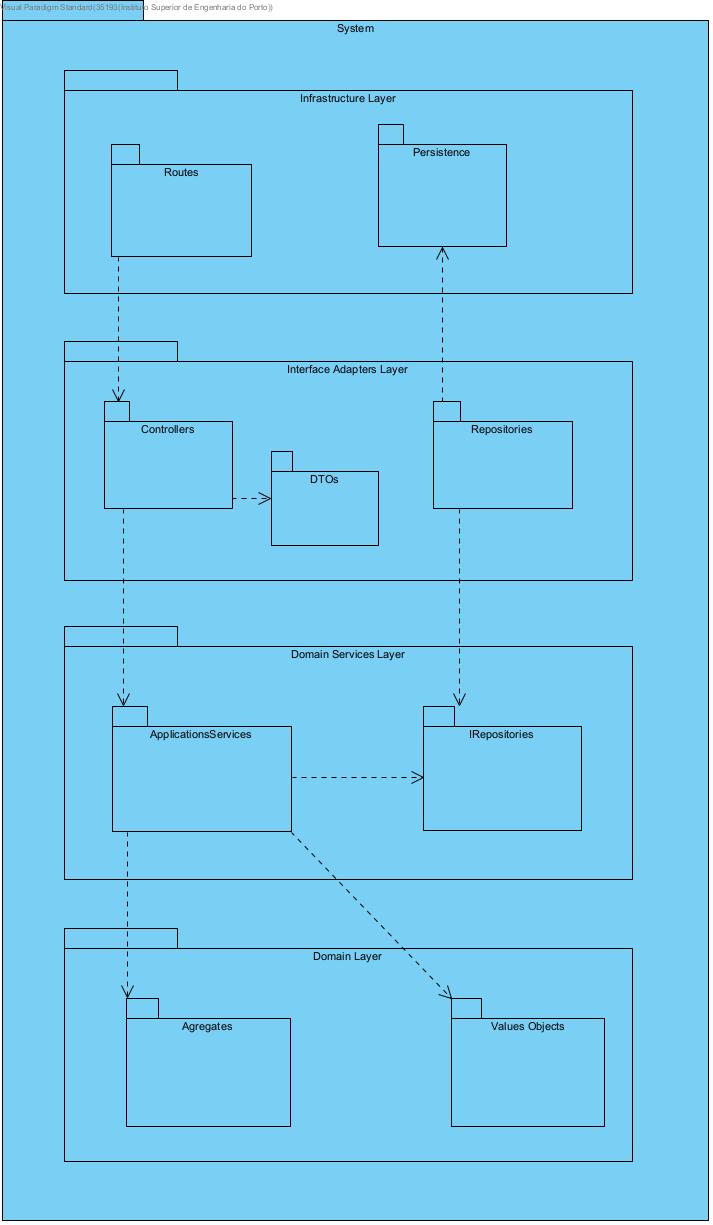 Visual Paradigm Standard(35193(Instituto Superior de Engenharia do Porto))
System
Infrastructure Layer
Routes
Persistence
Interface Adapters Layer
Controllers
Repositories
DTOs
Domain Services Layer
ApplicationsServices
IRepositories
Domain Layer
Agregates
Values Objects